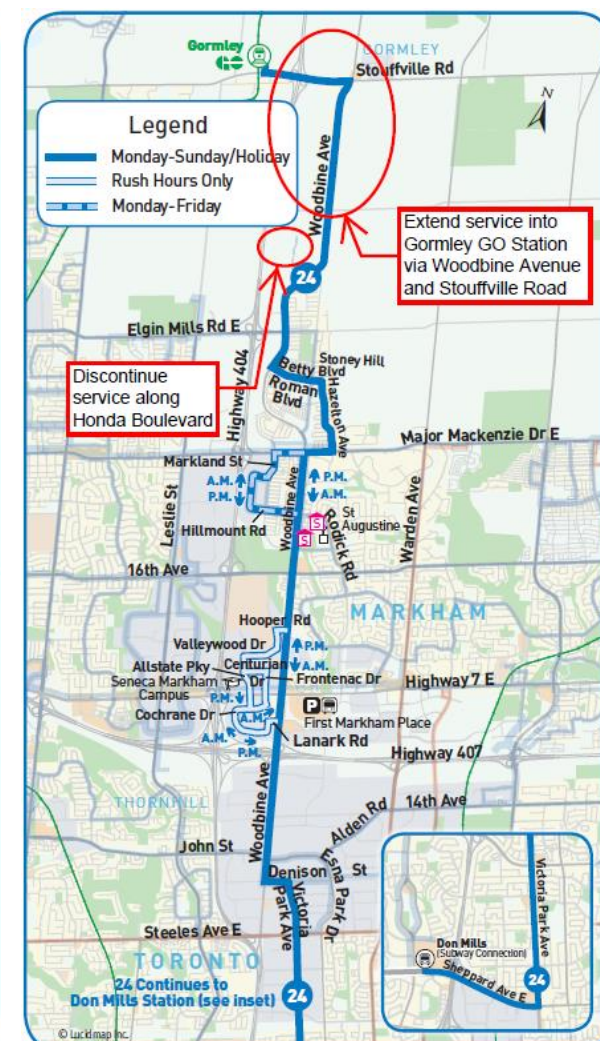 Gormley
GO
GORMLEY
Stouffville Rd
N
Legend
Monday-Sunday/Holiday
Rush Hours Only
Monday-Friday
Woodbine Ave
Extend service into
Gormley GO Station
via Woodbine Avenue
and Stouffville Road
24
Elgin Mills Rd E
Highway 404
Discontinue
service along
Honda Boulevard
Stoney Hill
Betty Blvd
Roman
Blvd
Hazelton Ave
Major Mackenzie Dr E
Markland St
A.M.
P.M.
P.M.
A.M.
Leslie St
Woodbine Ave
Hillmount Rd
S
S
St
Augustine
Rodick Rd
Warden Ave
16th Ave
MARKHAM
Hooper Rd
Valleywood Dr
P.M.
A.M.
Allstate Pky
Centurian
Dr
Seneca Markham
Campus
Frontenac Dr
Highway 7 E
P.M.
Cochrane Dr
A.M.
P
First Markham Place
A.M.
P.M.
Lanark Rd
Highway 407
THORNHILL
Woodbine Ave
14th Ave
Alden Rd
John St
Esna Park Dr
Denison St
Victoria
Park Ave
Steeles Ave E
TORONTO
24 Continues to
Don Mills Station (see inset)
24
Victoria Park Ave
Don Mills
(Subway Connection)
Sheppard Ave E
24
© Lucidmap Inc.